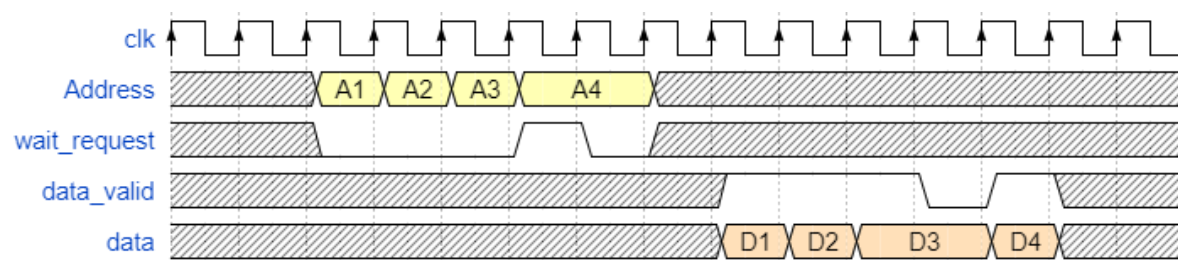 clk
Address A1 A2 A3 A4
wait_request
data_valid
data D1 D2 D3 D4